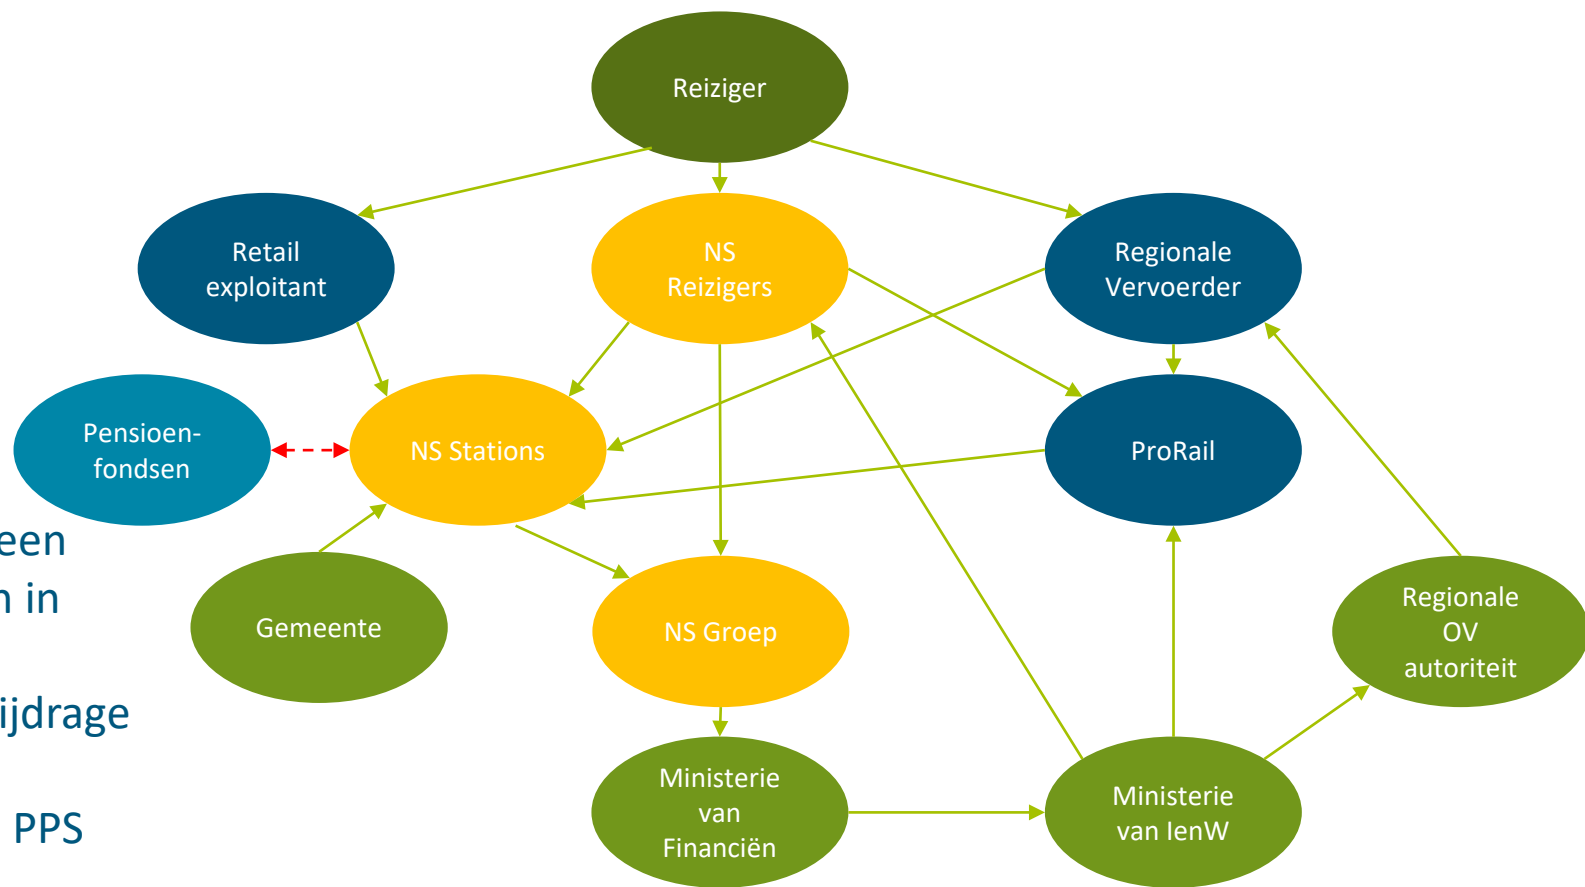 Reiziger
Retail
exploitant
NS
Reizigers
Regionale
Vervoerder
Pensioen-
fondsen
NS Stations
ProRail
een
n in
ijdrage
PPS
Gemeente
NS Groep
Regionale
OV
autoriteit
Ministerie
van
Financiën
Ministerie
van IenW